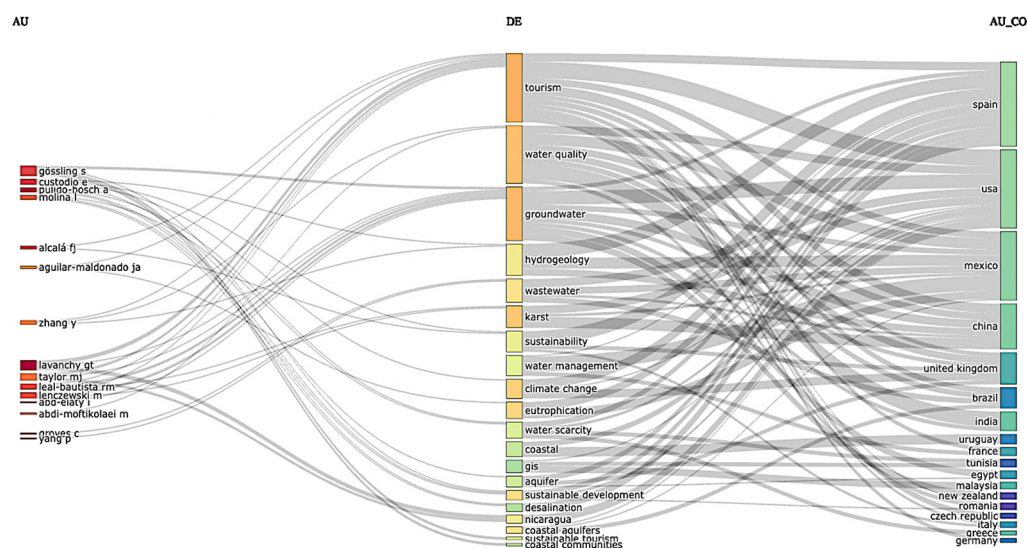 AU
DE
AU_CO
gössling s
custodio e
pulido-bosch a
molina l
alcalá fj
aguilar-maldonado ja
zhang y
lavanchy gt
taylor mj
leal-bautista rm
lenczewski m
abd-elaty i
abdi-moftikolaei m
groves c
yang p
tourism
water quality
groundwater
hydrogeology
wastewater
karst
sustainability
water management
climate change
eutrophication
water scarcity
coastal
gis
aquifer
sustainable development
desalination
nicaragua
coastal aquifers
sustainable tourism
coastal communities
spain
usa
mexico
china
united kingdom
brazil
india
uruguay
france
tunisia
egypt
malaysia
new zealand
romania
czech republic
italy
greece
germany